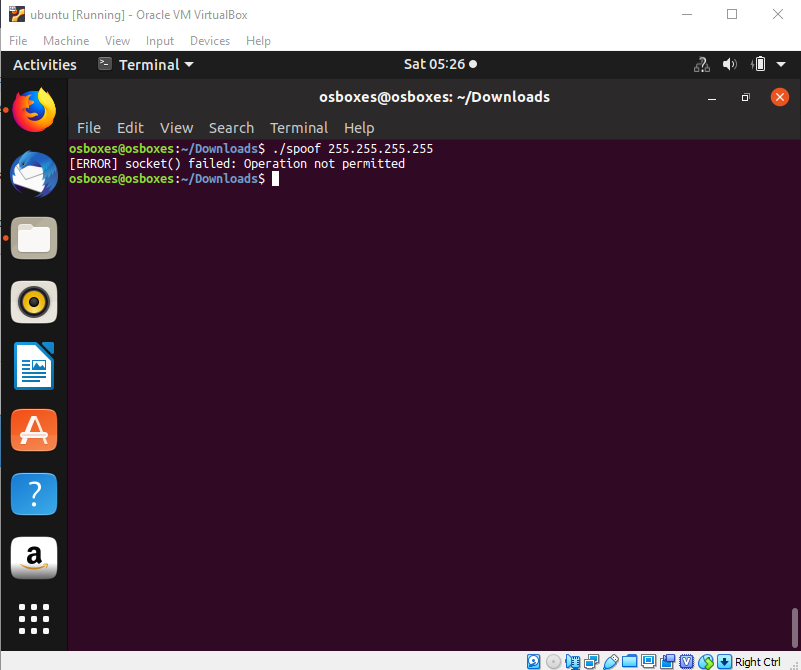 ubuntu [Running] - Oracle VM VirtualBox
File Machine View Input Devices Help
Activities Terminal Sat 05:26
osboxes@osboxes: ~/Downloads
File Edit View Search Terminal Help
osboxes@osboxes:~/Downloads$ ./spoof 255.255.255.255
[ERROR] socket() failed: Operation not permitted
osboxes@osboxes:~/Downloads$
?
a
Right Ctrl